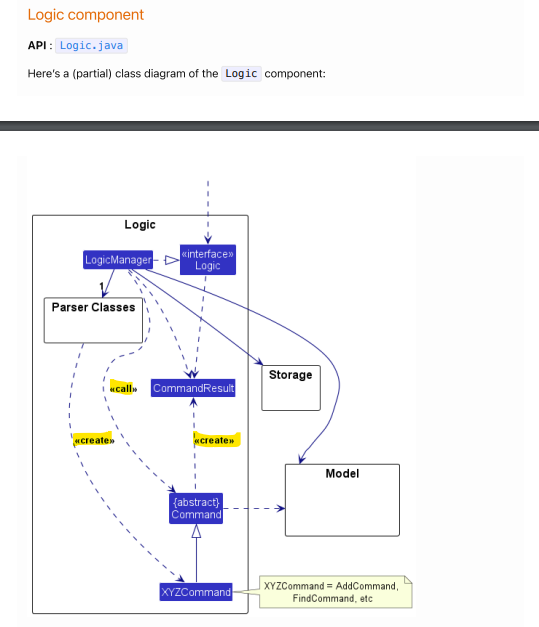 Logic component
API : Logic.java
Here's a (partial) class diagram of the Logic component:
Logic
LogicManager
«interface»
Logic
1
Parser Classes
Storage
«call»
CommandResult
«create»
«create»
Model
{abstract}
Command
XYZCommand
XYZCommand = AddCommand,
FindCommand, etc